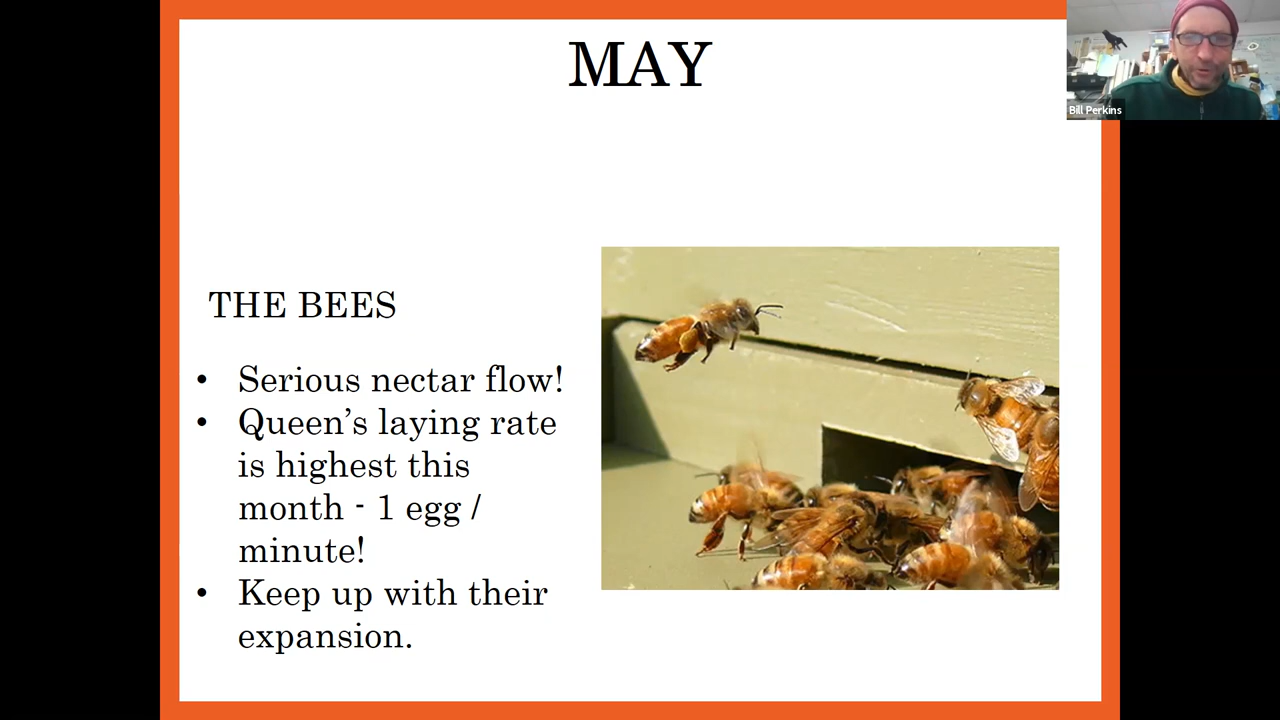 MAY
Bill Perkins
THE BEES
• Serious nectar flow!
• Queen’s laying rate
is highest this
month - 1 egg /
minute!
• Keep up with their
expansion.